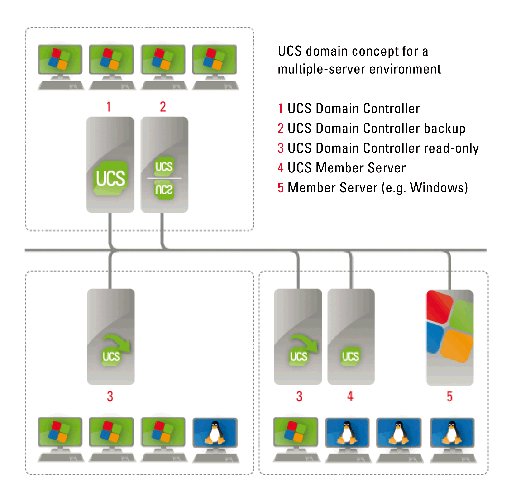 UCS domain concept for a
multiple-server environment
1 UCS Domain Controller
2 UCS Domain Controller backup
3 UCS Domain Controller read-only
4 UCS Member Server
5 Member Server (e.g. Windows)
1 2
UCS UCS
UCS
UCS UCS UCS
3 3 4 5